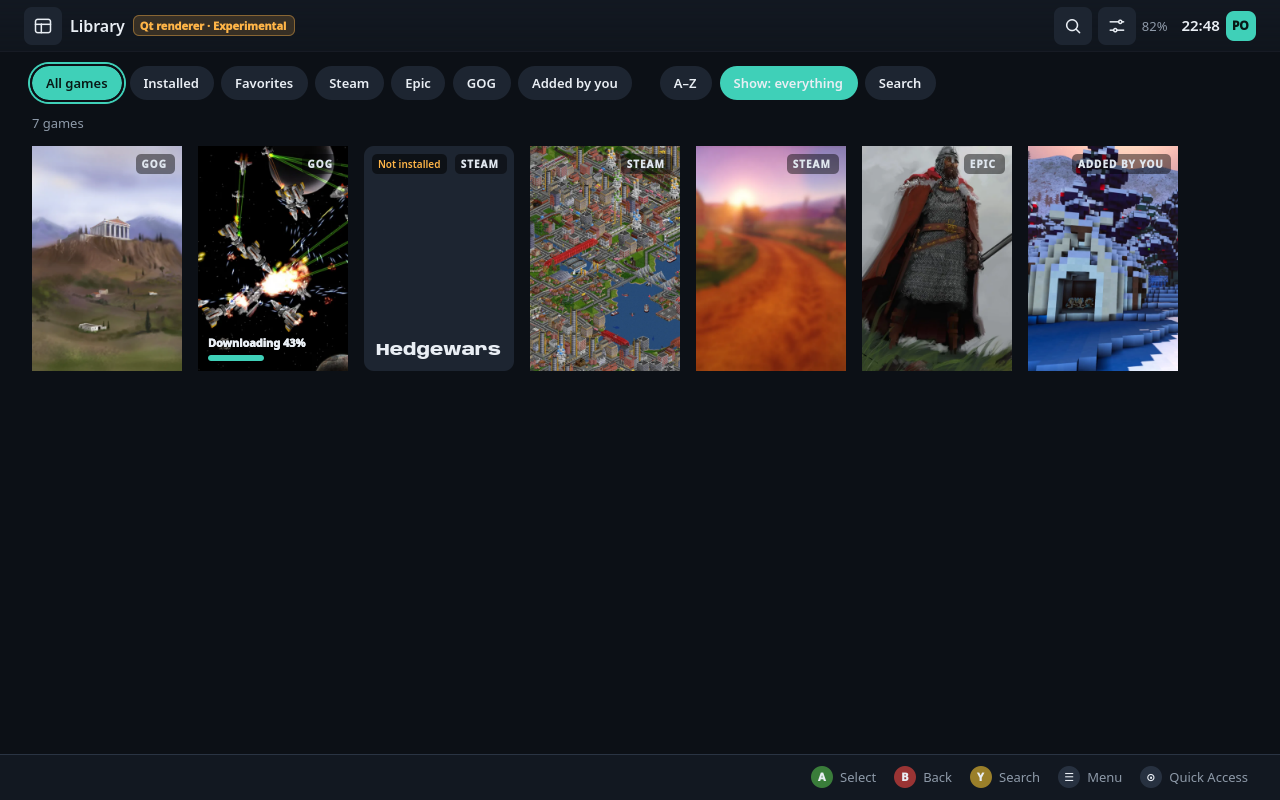 Library
Qt renderer · Experimental
82%
22:48
PO
All games
Installed
Favorites
Steam
Epic
GOG
Added by you
A–Z
Show: everything
Search
7 games
GOG
GOG
Downloading 43%
Not installed
STEAM
Hedgewars
STEAM
STEAM
EPIC
ADDED BY YOU
A Select
B Back
Y Search
Menu
Quick Access